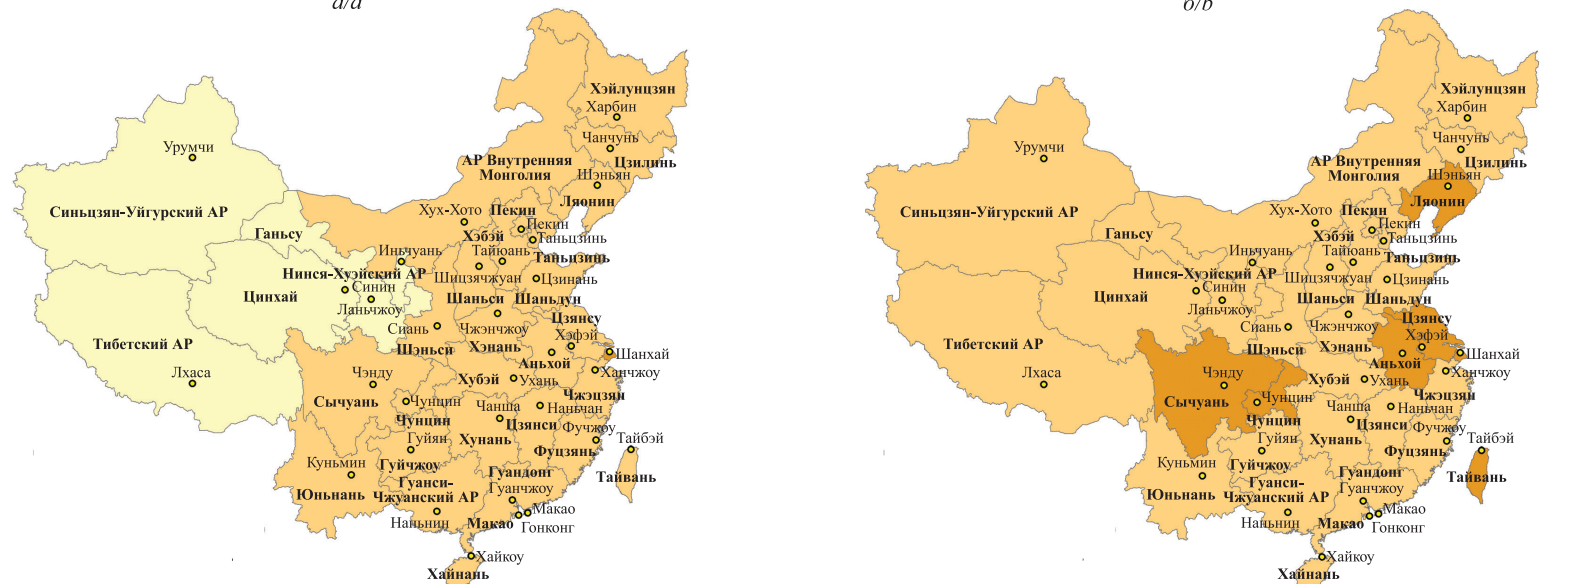 а/a
Хэйлунцзян
Харбин
Чанчунь
Цзилинь
Урумчи
АР Внутренняя
Монголия
Шэньян
Ляонин
Синьцзян-Уйгурский АР
Хух-Хото
Пекин
Пекин
Ганьсу
Хэбэй
Таньцзинь
Иньчуань
Тайюань
Таньцзинь
Нинся-Хуэйский АР
Шицзячжуан
Цзинань
Синин
Цинхай
Ланьчжоу
Шаньси
Шаньдун
Цзянсу
Сиань
Чжэнчжоу
Хэфэй
Тибетский АР
Шэньси
Хэнань
Шанхай
Аньхой
Лхаса
Чэнду
Хубэй
Ухань
Ханчжоу
Сычуань
Чунцин
Чжэцзян
Чанша
Наньчан
Чунцин
Цзянси
Фучжоу
Гуйян
Хунань
Тайбэй
Фуцзянь
Куньмин
Гуйчжоу
Гуандонг
Тайвань
Гуанси-
Чжуанский АР
Гуанчжоу
Юньнань
Макао
Наньнин
Макао
Гонконг
Хайкоу
Хайнань
б/b
Хэйлунцзян
Харбин
Чанчунь
Цзилинь
Урумчи
АР Внутренняя
Монголия
Шэньян
Ляонин
Синьцзян-Уйгурский АР
Хух-Хото
Пекин
Пекин
Ганьсу
Хэбэй
Таньцзинь
Иньчуань
Тайюань
Таньцзинь
Нинся-Хуэйский АР
Шицзячжуан
Цзинань
Синин
Цинхай
Ланьчжоу
Шаньси
Шаньдун
Цзянсу
Сиань
Чжэнчжоу
Хэфэй
Тибетский АР
Шэньси
Хэнань
Шанхай
Аньхой
Лхаса
Чэнду
Хубэй
Ухань
Ханчжоу
Сычуань
Чунцин
Чжэцзян
Чанша
Наньчан
Чунцин
Цзянси
Фучжоу
Гуйян
Хунань
Тайбэй
Фуцзянь
Куньмин
Гуйчжоу
Гуандонг
Тайвань
Гуанси-
Чжуанский АР
Гуанчжоу
Юньнань
Макао
Наньнин
Макао
Гонконг
Хайкоу
Хайнань